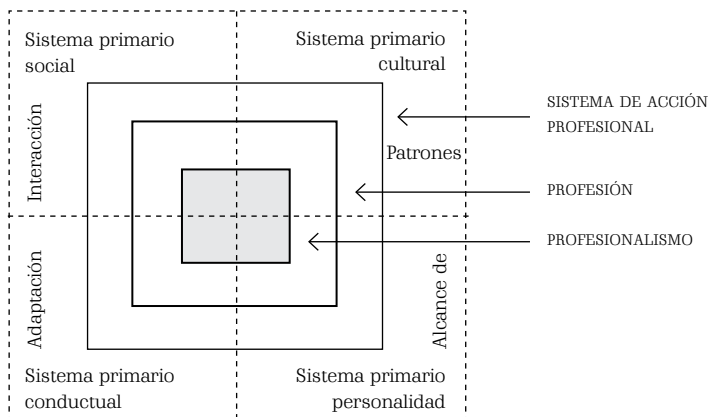 Sistema primario
social
Sistema primario
cultural
Interacción
Patrones
SISTEMA DE ACCIÓN
PROFESIONAL
PROFESIÓN
PROFESIONALISMO
Adaptación
Alcance de
Sistema primario
conductual
Sistema primario
personalidad